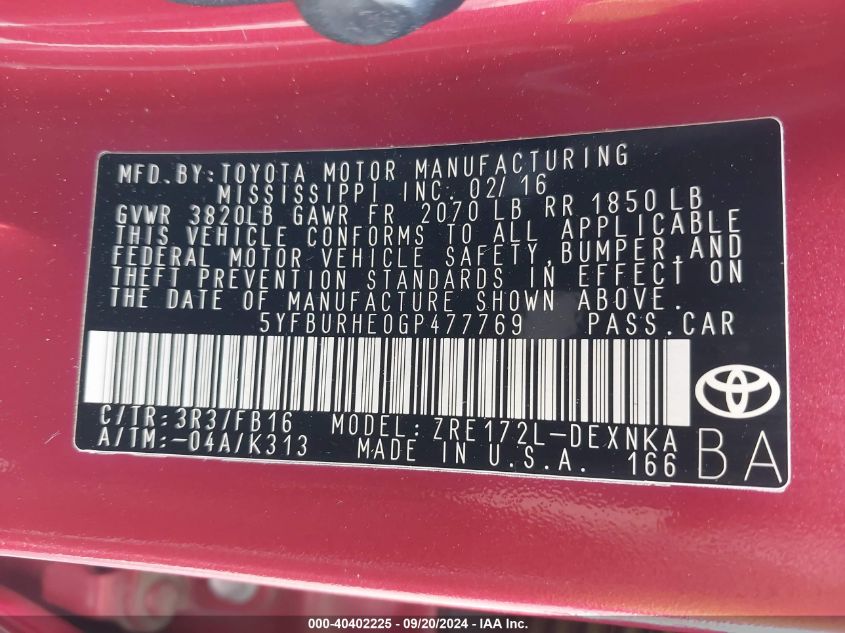 MFD.BY:TOYOTA MOTOR MANUFACTURING
MISSISSIPPI INC. 02/16
GVWR 3820LB GAWR FR 2070LB RR 1850LB
THIS VEHICLE CONFORMS TO ALL APPLICABLE
FEDERAL MOTOR VEHICLE SAFETY,BUMPER,AND
THEFT PREVENTION STANDARDS IN EFFECT ON
THE DATE OF MANUFACTURE SHOWN ABOVE.
5YFBURHE0GP477769 PASS.CAR
C/TR:3R3/FB16 MODEL:ZRE172L-DEXNKA
A/TM:-04A/K313 MADE IN U.S.A. 166
BA
000-40402225 - 09/20/2024 - IAA Inc.